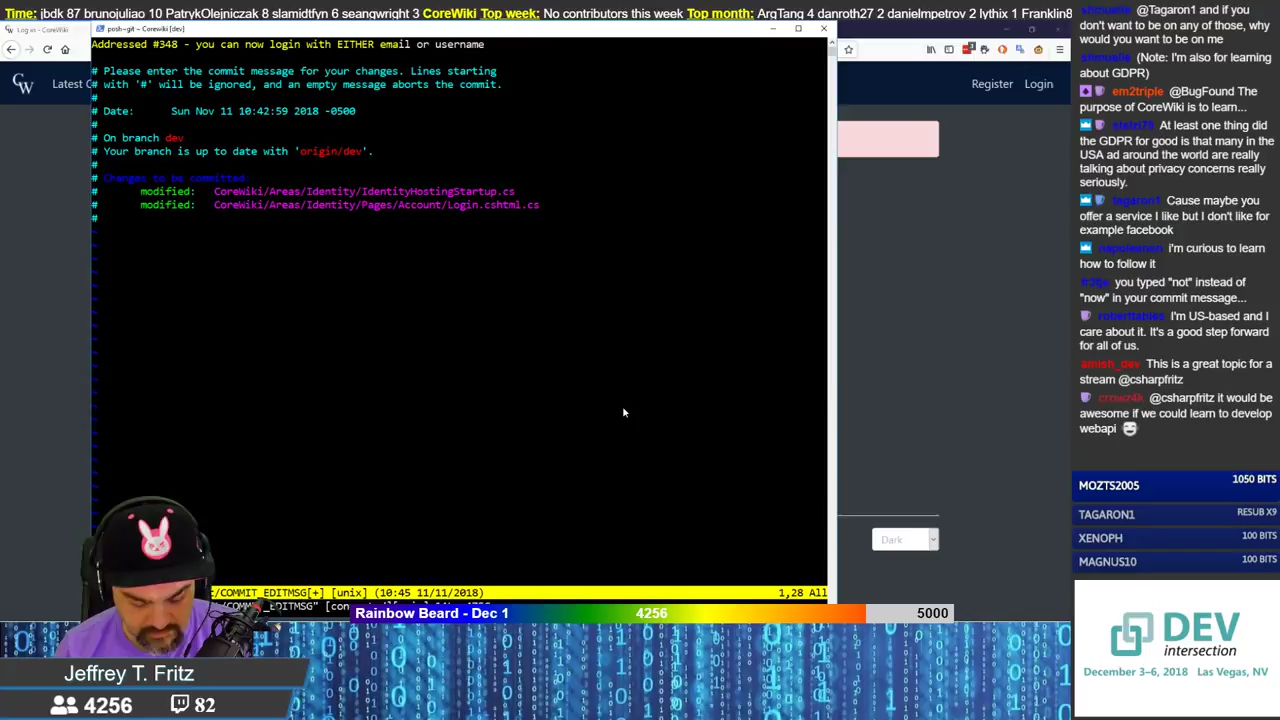 Time: jbdk 87 brunojuliao 10 PatrykOlejniczak 8 slamidtfyn 6 seangwright 3 CoreWiki Top week: No contributors this week Top month: ArgTang 4 danroth27 2 danielmpetrov 2 lythix 1 Franklin8
Log in - CoreWiki
posh~git ~ Corewiki [dev]
Latest C
Register Login
Addressed #348 - you can now login with EITHER email or username
# Please enter the commit message for your changes. Lines starting
# with '#' will be ignored, and an empty message aborts the commit.
#
# Date: Sun Nov 11 10:42:59 2018 -0500
#
# On branch dev
# Your branch is up to date with 'origin/dev'.
#
# Changes to be committed:
# modified: CoreWiki/Areas/Identity/IdentityHostingStartup.cs
# modified: CoreWiki/Areas/Identity/Pages/Account/Login.cshtml.cs
#
Dark
E/COMMIT_EDITMSG[+] [unix] (10:45 11/11/2018) 1,28 All
Rainbow Beard - Dec 1 4256 5000
Jeffrey T. Fritz
4256 82
shmuelie @Tagaron1 and if you
don't want to be on any of those, why
would you want to be on me
shmuelie (Note: I'm also for learning
about GDPR)
em2triple @BugFound The
purpose of CoreWiki is to learn...
stelzi79 At least one thing did
the GDPR for good is that many in the
USA ad around the world are really
talking about privacy concerns really
seriously.
tagaron1 Cause maybe you
offer a service I like but I don't like for
example facebook
i'm curious to learn
how to follow it
you typed "not" instead of
"now" in your commit message...
roberttables I'm US-based and I
care about it. It's a good step forward
for all of us.
amish_dev This is a great topic for a
stream @csharpfritz
@csharpfritz it would be
awesome if we could learn to develop
webapi
MOZTS2005 1050 BITS
TAGARON1 RESUB X9
XENOPH 100 BITS
MAGNUS10 100 BITS
DEV
intersection
December 3–6, 2018 Las Vegas, NV